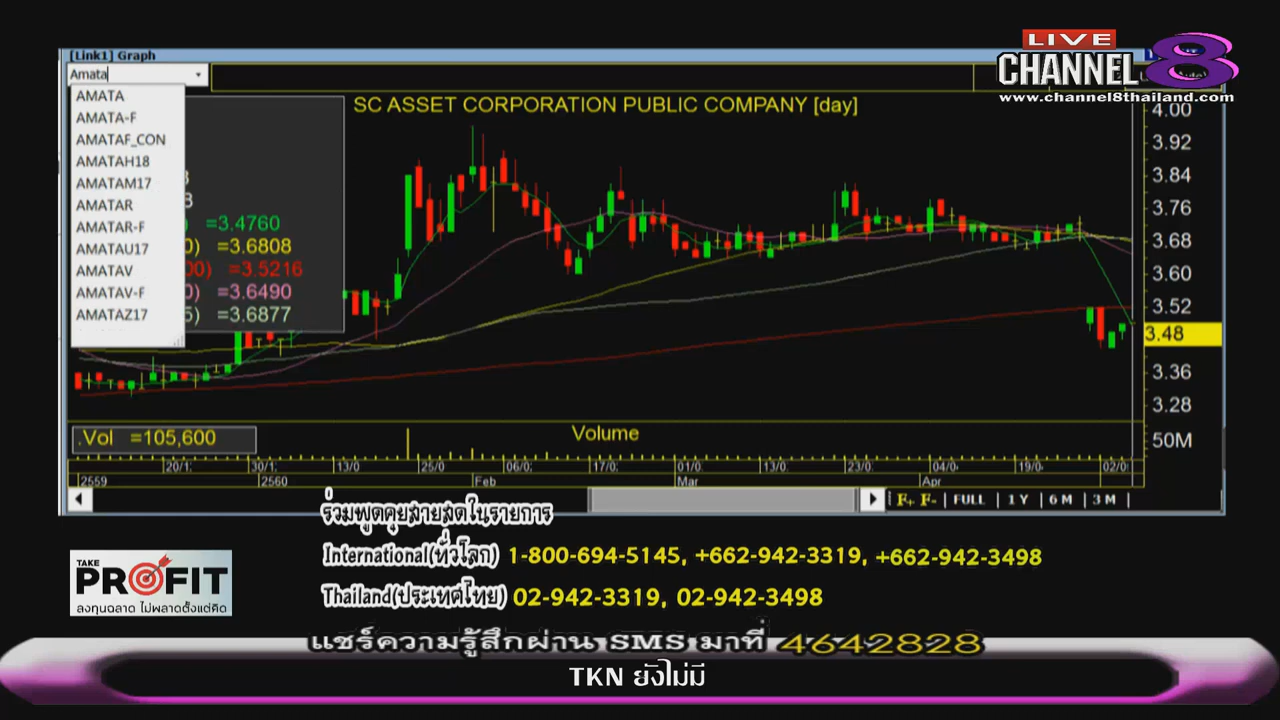 [Link1] Graph
LIVE
CHANNEL 8
www.channel8thailand.com
Amata
AMATA
AMATA-F
AMATAF_CON
AMATAH18
AMATAM17
AMATAR
AMATAR-F
AMATAU17
AMATAV
AMATAV-F
AMATAZ17
SC ASSET CORPORATION PUBLIC COMPANY [day]
=3.4760
=3.6808
=3.5216
=3.6490
=3.6877
4.00
3.92
3.84
3.76
3.68
3.60
3.52
3.48
3.36
3.28
50M
.Vol =105,600
Volume
20/1 30/1 13/0 25/0 06/0 17/0 01/0 13/0 23/0 04/0 19/0 02/0
2559 2560 Feb Mar Apr
F+ F- FULL 1 Y 6 M 3 M
ร่วมพูดคุยสายสดในรายการ
International(ทั่วโลก) 1-800-694-5145, +662-942-3319, +662-942-3498
Thailand(ประเทศไทย) 02-942-3319, 02-942-3498
TAKE PROFIT
ลงทุนฉลาด ไม่พลาดตั้งแต่คิด
แชร์ความรู้สึกผ่าน SMS มาที่ 4642828
TKN ยังไม่มี